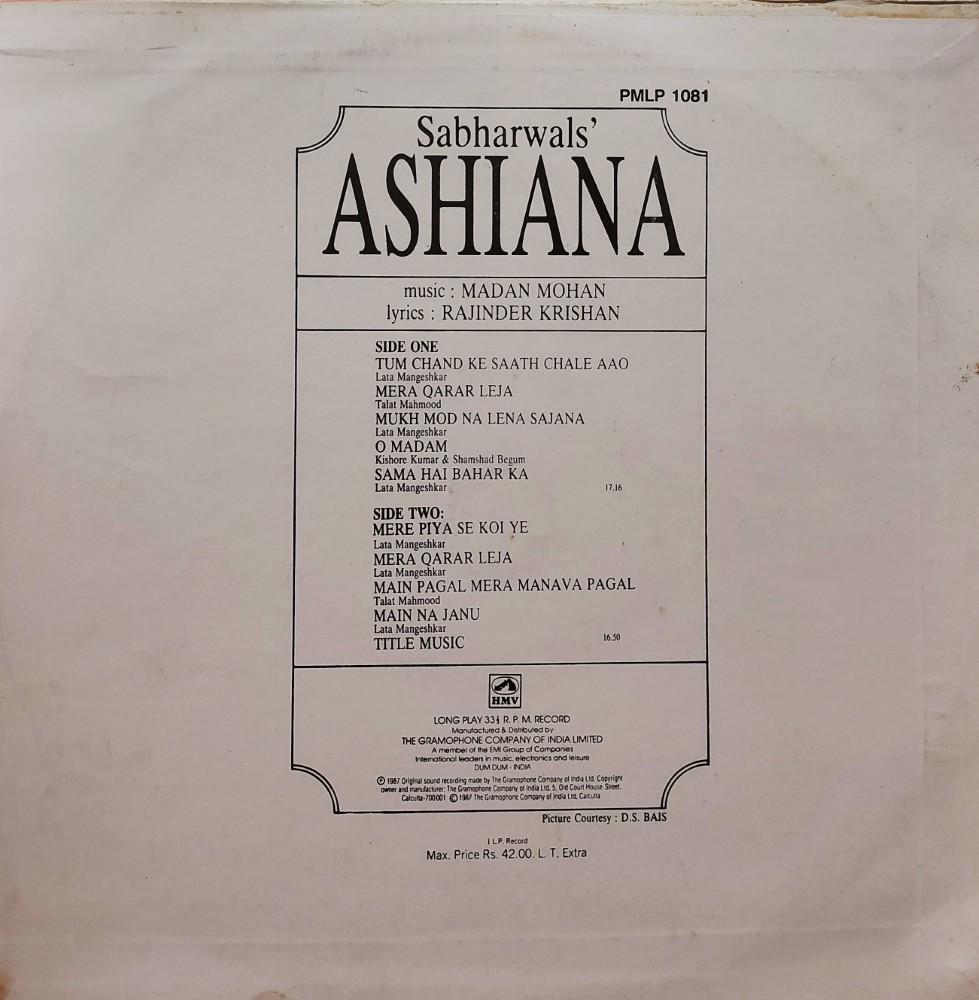 PMLP 1081
Sabharwals'
ASHIANA
music : MADAN MOHAN
lyrics : RAJINDER KRISHAN
SIDE ONE
TUM CHAND KE SAATH CHALE AAO
Lata Mangeshkar
MERA QARAR LEJA
Talat Mahmood
MUKH MOD NA LENA SAJANA
Lata Mangeshkar
O MADAM
Kishore Kumar & Shamshad Begum
SAMA HAI BAHAR KA
Lata Mangeshkar 17.16
SIDE TWO:
MERE PIYA SE KOI YE
Lata Mangeshkar
MERA QARAR LEJA
Lata Mangeshkar
MAIN PAGAL MERA MANAVA PAGAL
Talat Mahmood
MAIN NA JANU
Lata Mangeshkar 16.50
TITLE MUSIC
HMV
LONG PLAY 33⅓ R. P. M. RECORD
Manufactured & Distributed by
THE GRAMOPHONE COMPANY OF INDIA LIMITED
A member of the EMI Group of Companies
International leaders in music, electronics and leisure
DUM DUM - INDIA
℗ 1987 Original sound recording made by The Gramophone Company of India Ltd. Copyright
owner and manufacturer: The Gramophone Company of India Ltd, 5, Old Court House Street,
Calcutta-700001 © 1987 The Gramophone Company of India Ltd, Calcutta
Picture Courtesy : D.S. BAIS
1 L.P. Record
Max. Price Rs. 42.00. L. T. Extra